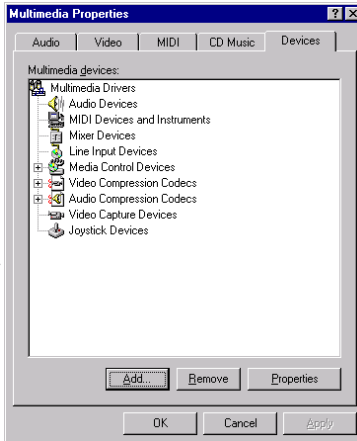 Multimedia Properties
Audio Video MIDI CD Music Devices
Multimedia devices:
Multimedia Drivers
Audio Devices
MIDI Devices and Instruments
Mixer Devices
Line Input Devices
Media Control Devices
Video Compression Codecs
Audio Compression Codecs
Video Capture Devices
Joystick Devices
Add... Remove Properties
OK Cancel Apply